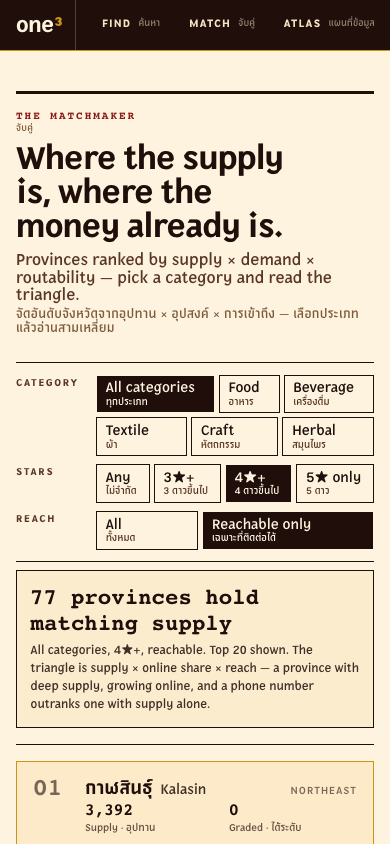 one³
FIND ค้นหา MATCH จับคู่ ATLAS แผนที่ข้อมูล
THE MATCHMAKER
จับคู่
Where the supply
is, where the
money already is.
Provinces ranked by supply × demand ×
routability — pick a category and read the
triangle.
จัดอันดับจังหวัดจากอุปทาน × อุปสงค์ × การเข้าถึง — เลือกประเภท
แล้วอ่านสามเหลี่ยม
CATEGORY
All categories
ทุกประเภท
Food
อาหาร
Beverage
เครื่องดื่ม
Textile
ผ้า
Craft
หัตถกรรม
Herbal
สมุนไพร
STARS
Any
ไม่จำกัด
3★+
3 ดาวขึ้นไป
4★+
4 ดาวขึ้นไป
5★ only
5 ดาว
REACH
All
ทั้งหมด
Reachable only
เฉพาะที่ติดต่อได้
77 provinces hold
matching supply
All categories, 4★+, reachable. Top 20 shown. The
triangle is supply × online share × reach — a province with
deep supply, growing online, and a phone number
outranks one with supply alone.
01 กาฬสินธุ์ Kalasin NORTHEAST
3,392
Supply · อุปทาน
0
Graded · ได้ระดับ